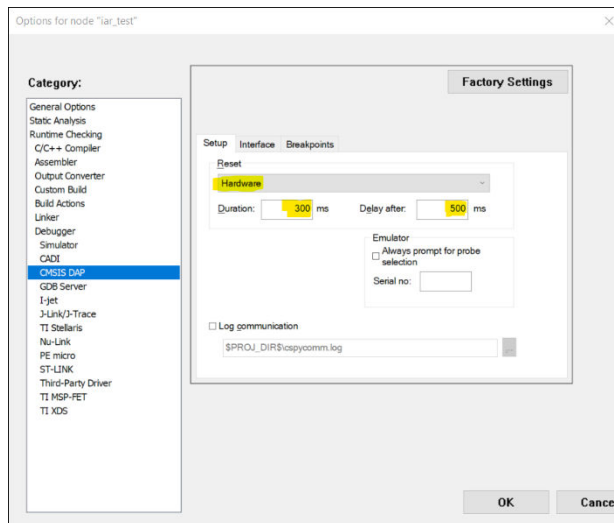 Options for node "iar_test"
Category:
Factory Settings
General Options
Static Analysis
Runtime Checking
C/C++ Compiler
Assembler
Output Converter
Custom Build
Build Actions
Linker
Debugger
Simulator
CADI
CMSIS DAP
GDB Server
I-jet
J-Link/J-Trace
TI Stellaris
Nu-Link
PE micro
ST-LINK
Third-Party Driver
TI MSP-FET
TI XDS
Setup Interface Breakpoints
Reset
Hardware
Duration: 300 ms Delay after: 500 ms
Emulator
Always prompt for probe
selection
Serial no:
Log communication
$PROJ_DIR$\cspycomm.log
...
OK Cance